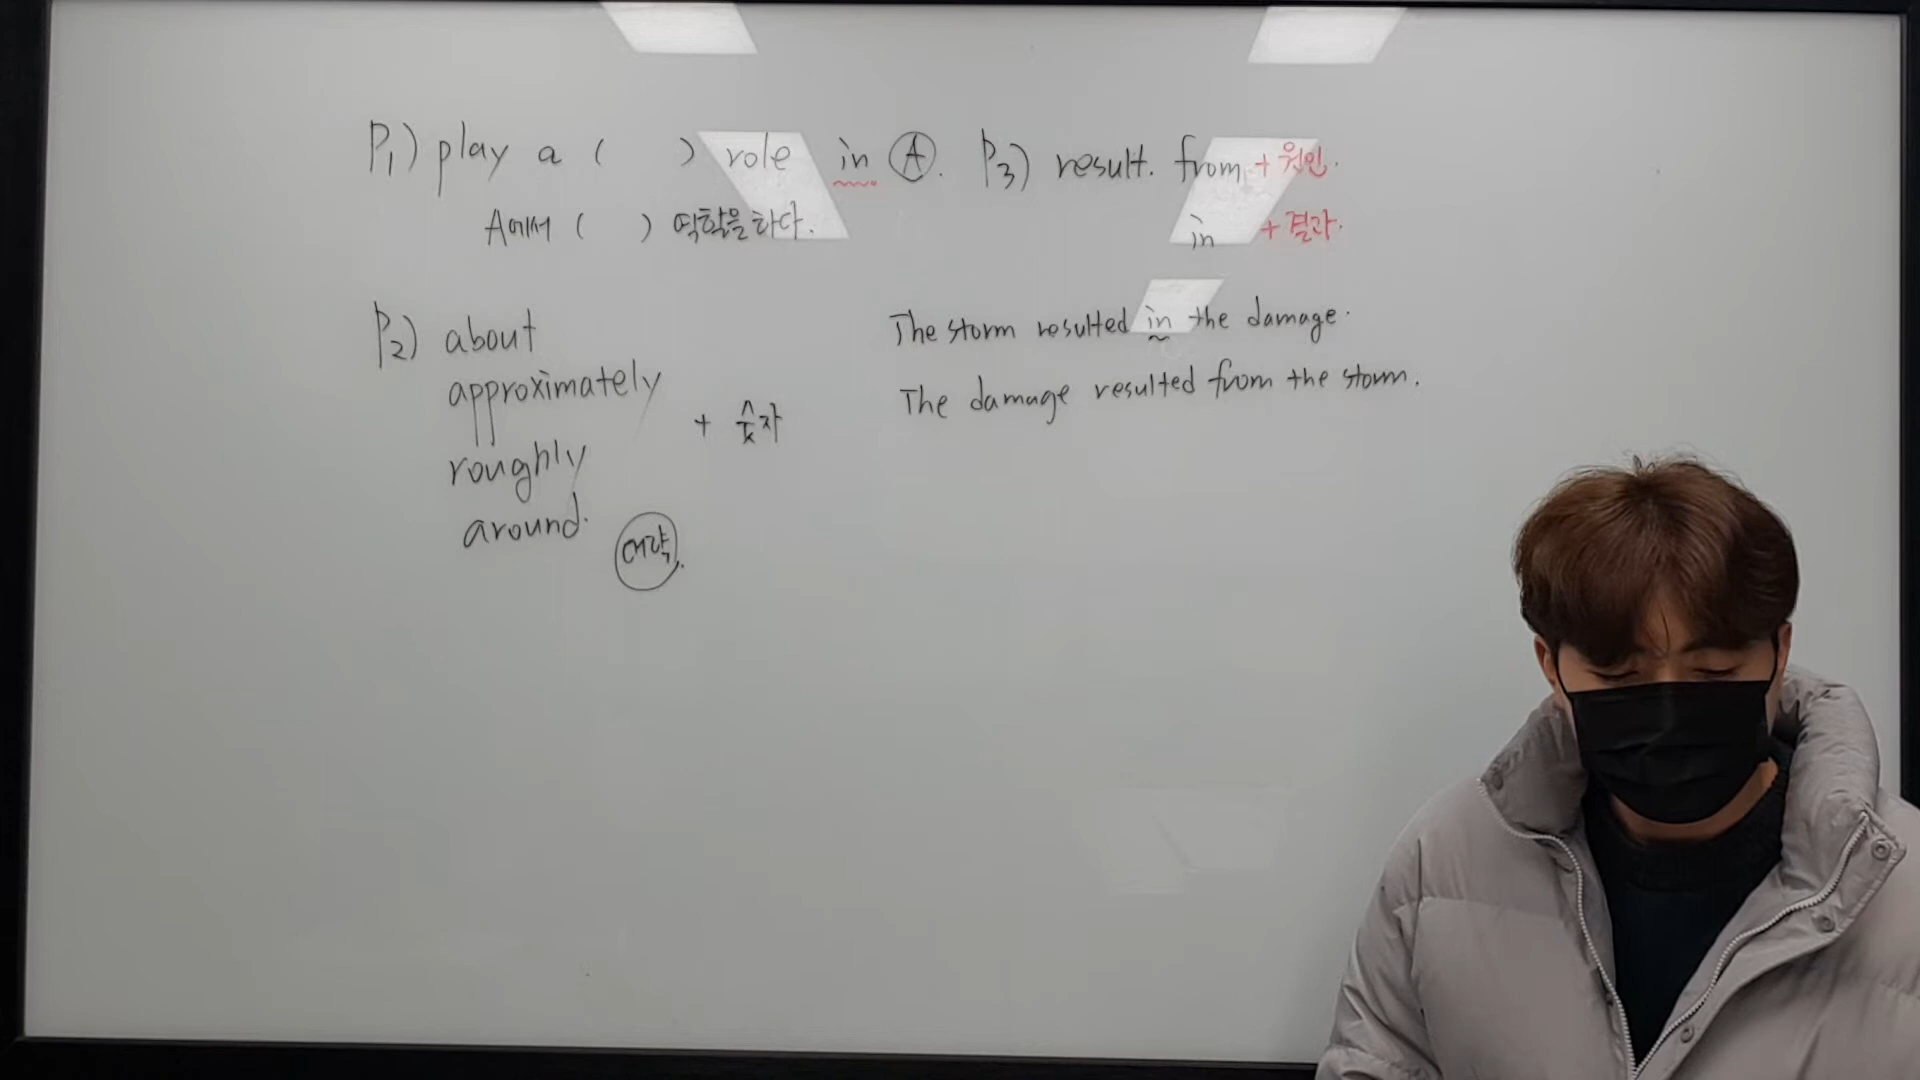 P1) play a (    ) role in Ⓐ.
A에서 (    ) 역할을 하다.
P2) about
approximately
roughly
around.
+ 숫자
대략.
P3) result. from + 원인.
in + 결과.
The storm resulted in the damage.
The damage resulted from the storm.